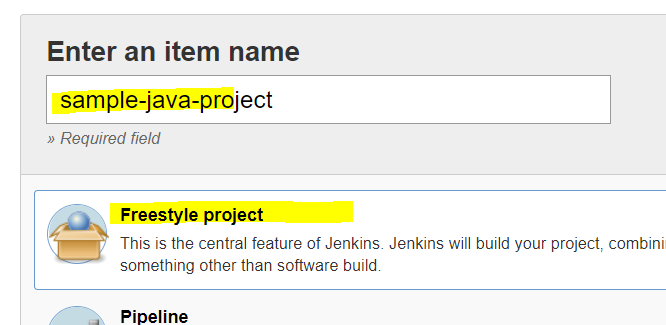 Enter an item name
sample-java-project
» Required field
Freestyle project
This is the central feature of Jenkins. Jenkins will build your project, combini
something other than software build.
Pipeline